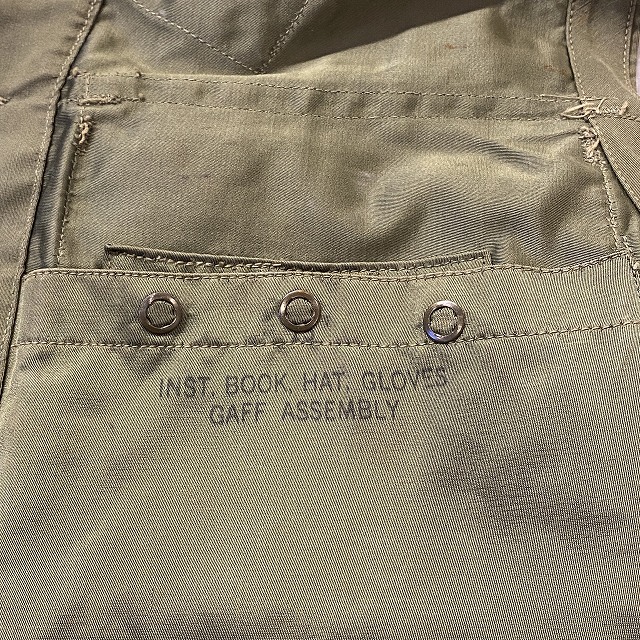 INST, BOOK, HAT, GLOVES
GAFF ASSEMBLY